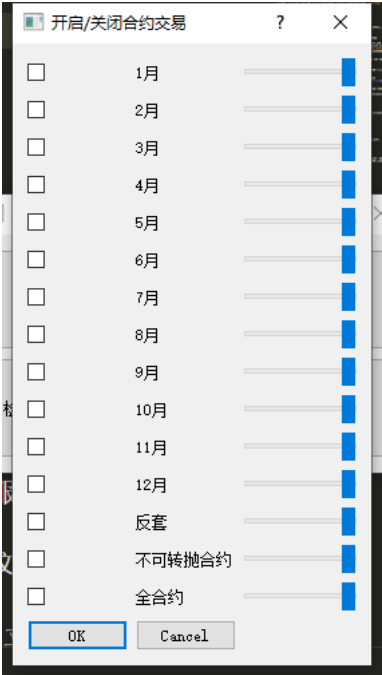 开启/关闭合约交易 ?
1月
2月
3月
4月
5月
6月
7月
8月
9月
10月
11月
12月
反套
不可转抛合约
全合约
OK Cancel